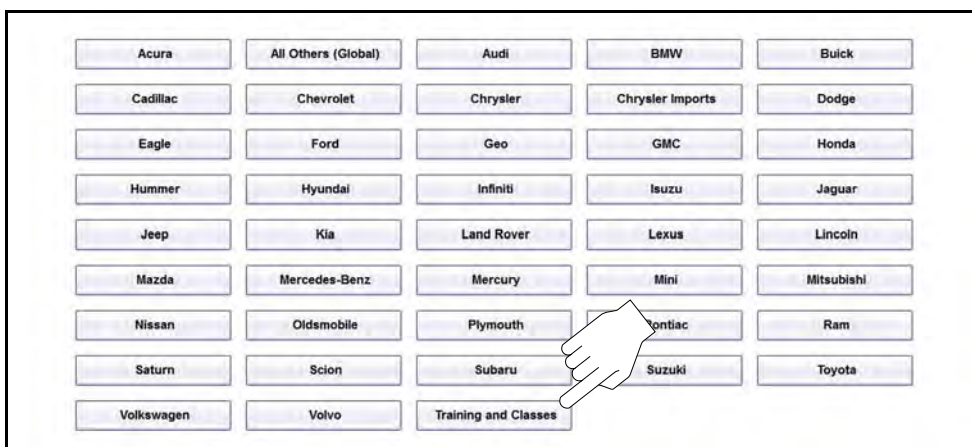 Acura All Others (Global) Audi BMW Buick
Cadillac Chevrolet Chrysler Chrysler Imports Dodge
Eagle Ford Geo GMC Honda
Hummer Hyundai Infiniti Isuzu Jaguar
Jeep Kia Land Rover Lexus Lincoln
Mazda Mercedes-Benz Mercury Mini Mitsubishi
Nissan Oldsmobile Plymouth Pontiac Ram
Saturn Scion Subaru Suzuki Toyota
Volkswagen Volvo Training and Classes